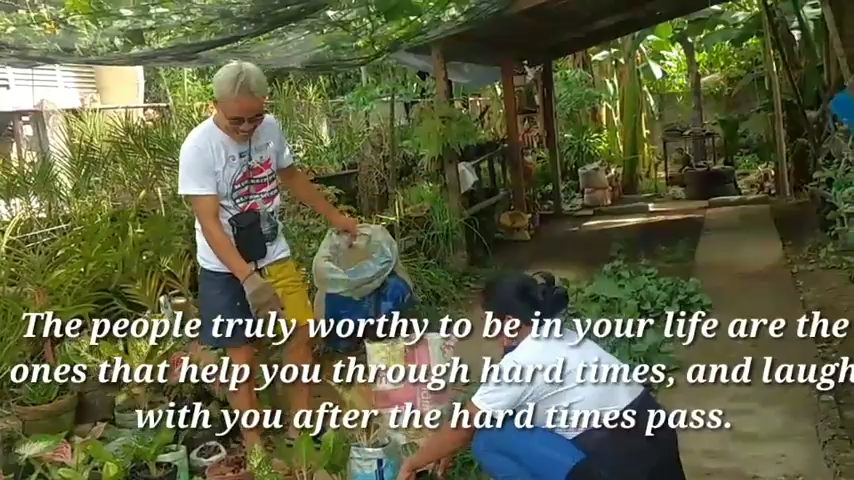 The people truly worthy to be in your life are the
ones that help you through hard times, and laugh
with you after the hard times pass.